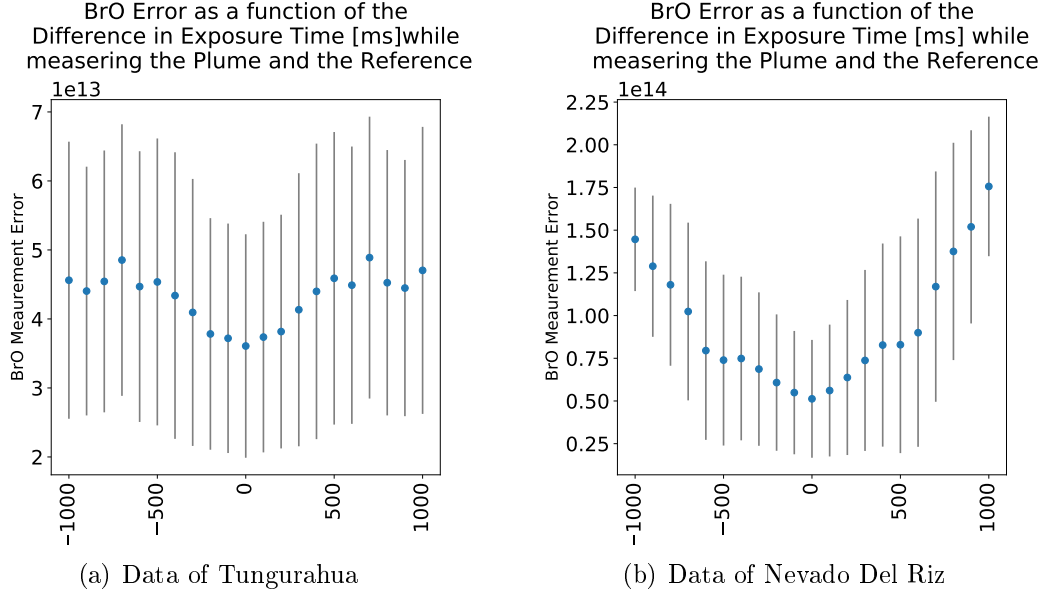 BrO Error as a function of the
Difference in Exposure Time [ms]while
measering the Plume and the Reference
1e13
7
6
5
4
3
2
BrO Meaurement Error
−1000
−500
0
500
1000
(a) Data of Tungurahua
BrO Error as a function of the
Difference in Exposure Time [ms] while
measering the Plume and the Reference
1e14
2.25
2.00
1.75
1.50
1.25
1.00
0.75
0.50
0.25
BrO Meaurement Error
−1000
−500
0
500
1000
(b) Data of Nevado Del Riz